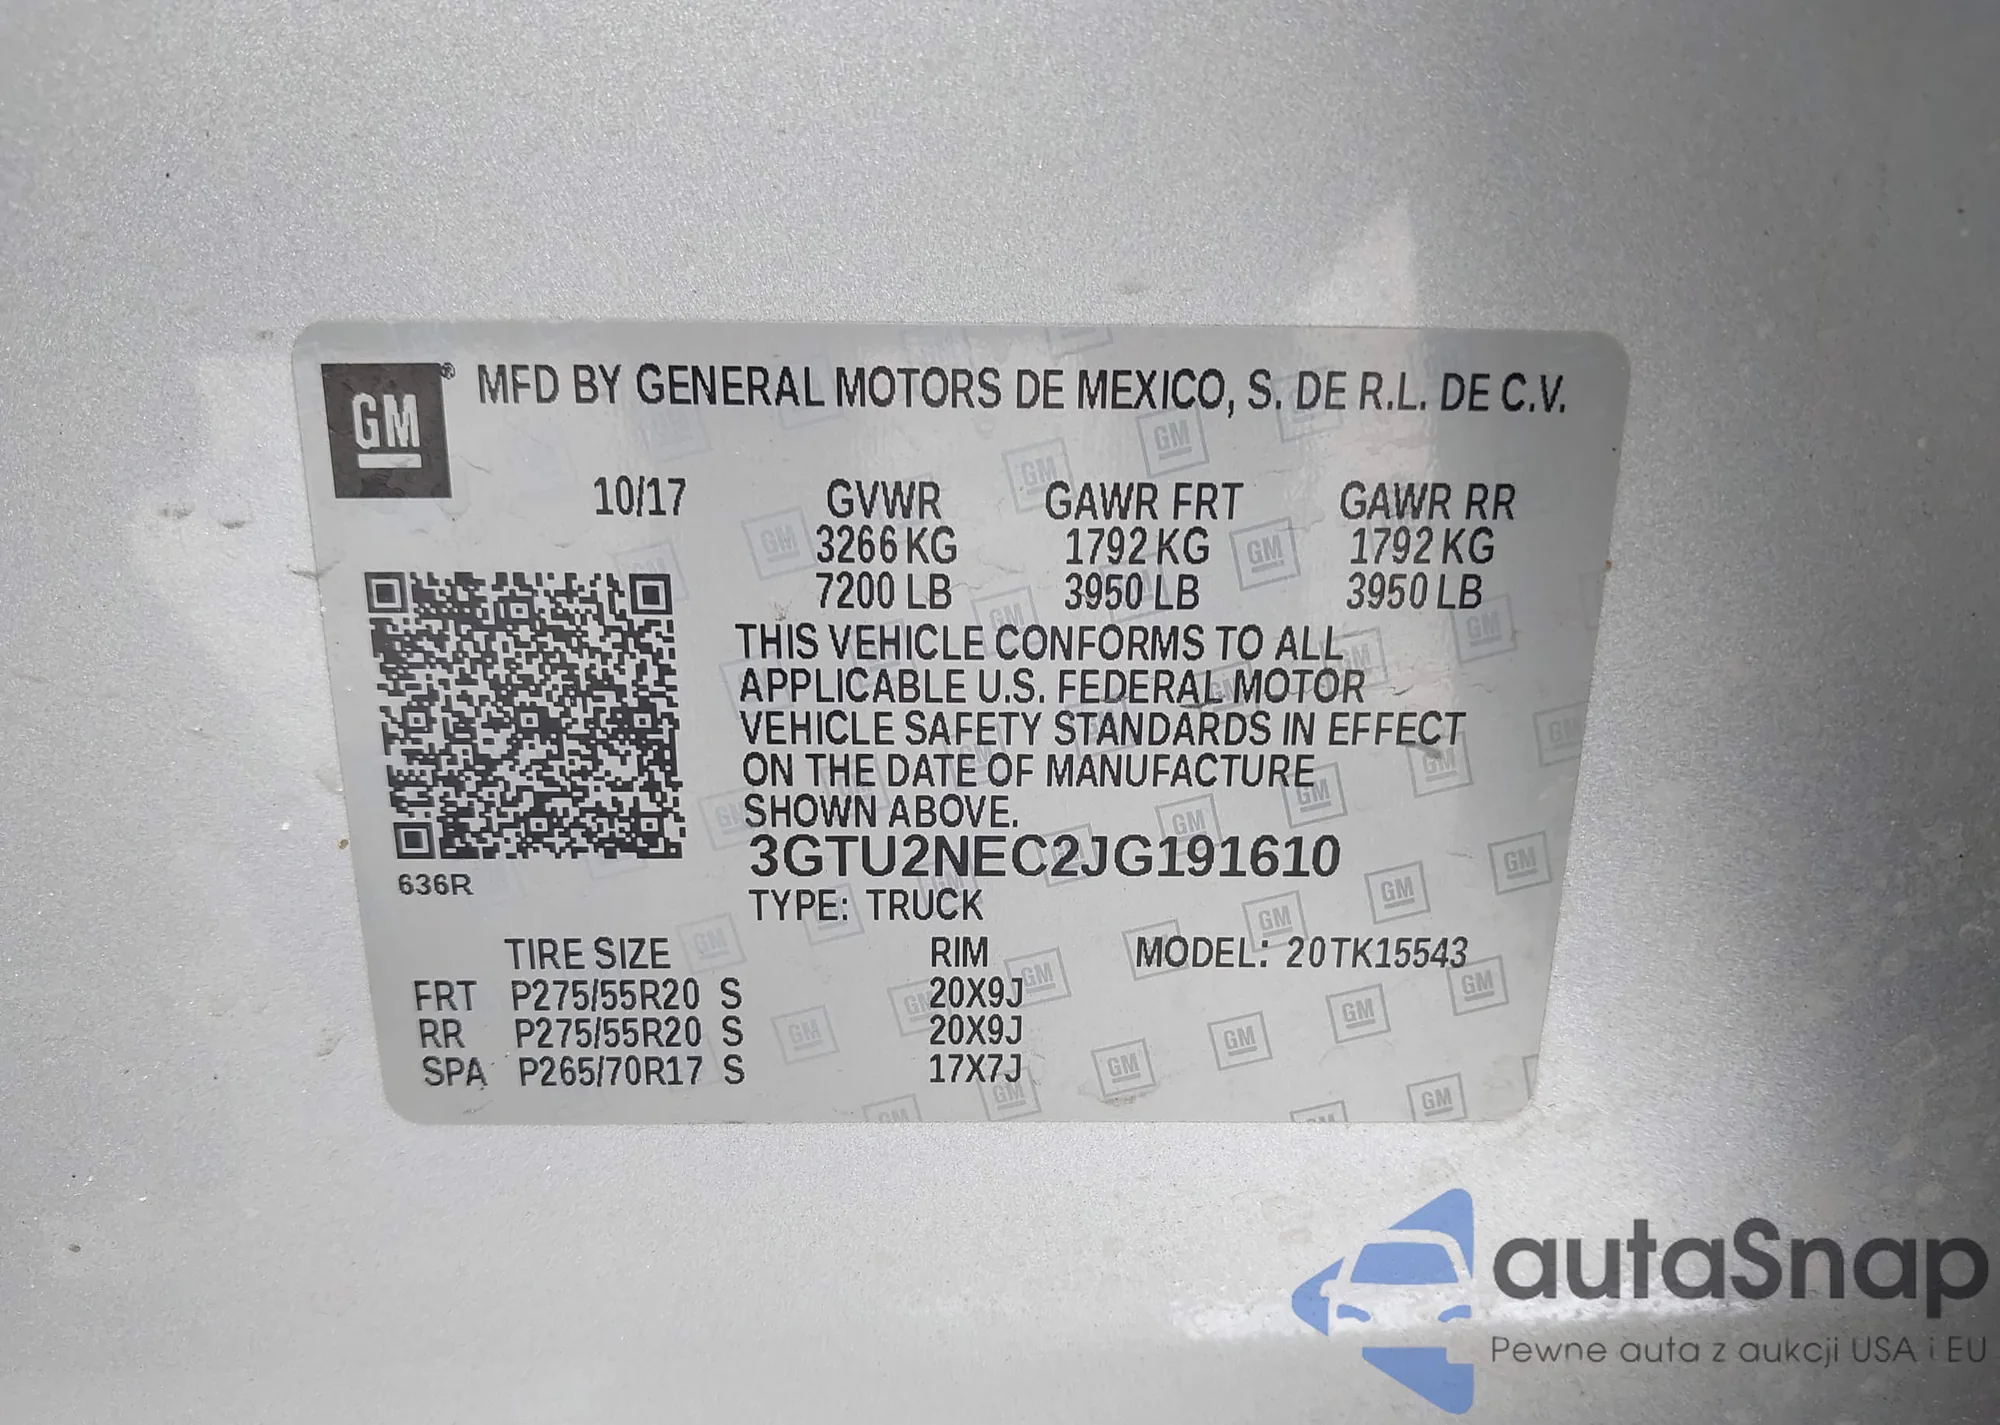 GM® MFD BY GENERAL MOTORS DE MEXICO, S. DE R.L. DE C.V.
10/17 GVWR GAWR FRT GAWR RR
3266 KG 1792 KG 1792 KG
7200 LB 3950 LB 3950 LB
THIS VEHICLE CONFORMS TO ALL
APPLICABLE U.S. FEDERAL MOTOR
VEHICLE SAFETY STANDARDS IN EFFECT
ON THE DATE OF MANUFACTURE
SHOWN ABOVE.
3GTU2NEC2JG191610
636R
TYPE: TRUCK
TIRE SIZE RIM MODEL: 20TK15543
FRT P275/55R20 S 20X9J
RR P275/55R20 S 20X9J
SPA P265/70R17 S 17X7J
autaSnap
Pewne auta z aukcji USA i EU